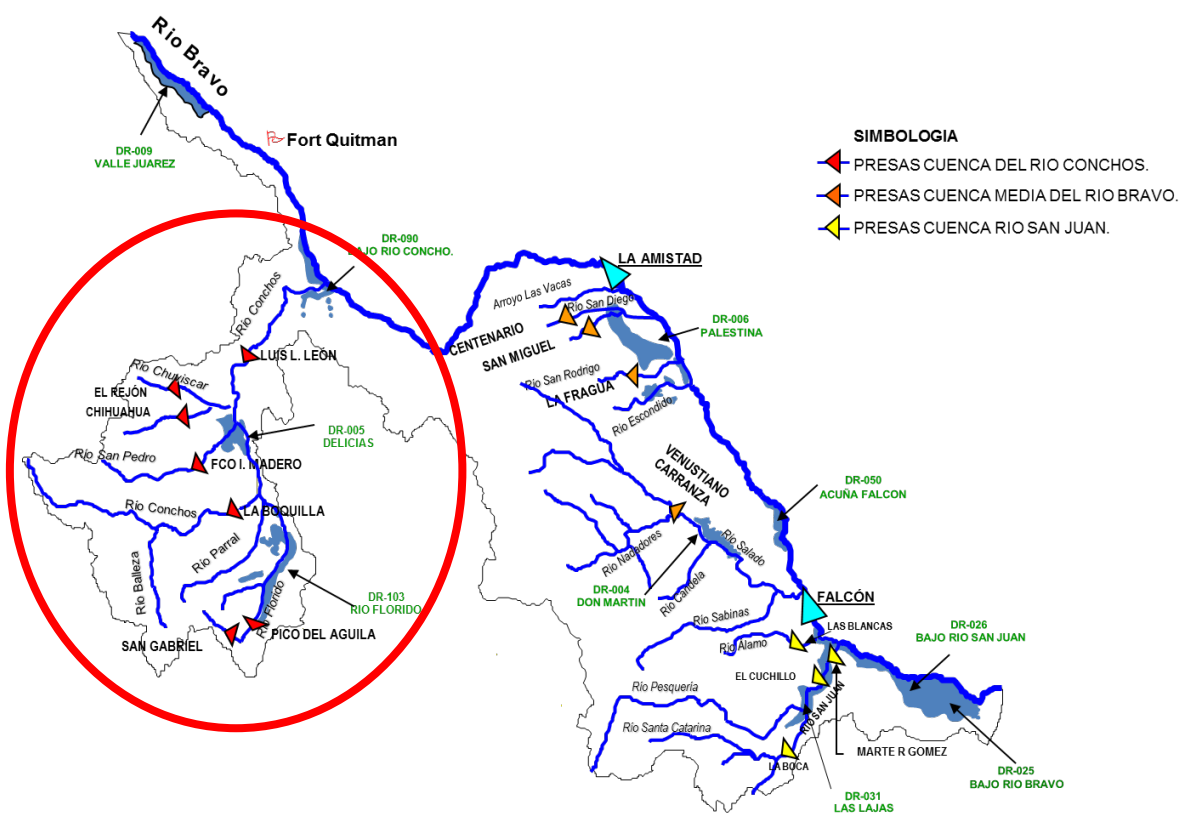 Rio Bravo
Fort Quitman
DR-009
VALLE JUAREZ
SIMBOLOGIA
PRESAS CUENCA DEL RIO CONCHOS.
PRESAS CUENCA MEDIA DEL RIO BRAVO.
PRESAS CUENCA RIO SAN JUAN.
DR-090
BAJO RIO CONCHO.
LA AMISTAD
Arroyo Las Vacas
Rio San Diego
CENTENARIO
SAN MIGUEL
DR-006
PALESTINA
Rio Conchos
LUIS L. LEÓN
Rio Chuviscar
EL REJÓN
CHIHUAHUA
Rio San Rodrigo
LA FRAGUA
Rio Escondido
DR-005
DELICIAS
Rio San Pedro
FCO I. MADERO
VENUSTIANO
CARRANZA
DR-050
ACUÑA FALCON
Rio Conchos
LA BOQUILLA
Rio Parral
Rio Balleza
Rio Nadadores
Rio Salado
DR-004
DON MARTIN
Rio Candela
DR-103
RIO FLORIDO
Rio Florido
FALCÓN
Rio Sabinas
LAS BLANCAS
PICO DEL AGUILA
SAN GABRIEL
Rio Alamo
DR-026
BAJO RIO SAN JUAN
EL CUCHILLO
Rio Pesquería
RIO SAN JUAN
Rio Santa Catarina
MARTE R GOMEZ
LA BOCA
DR-025
BAJO RIO BRAVO
DR-031
LAS LAJAS